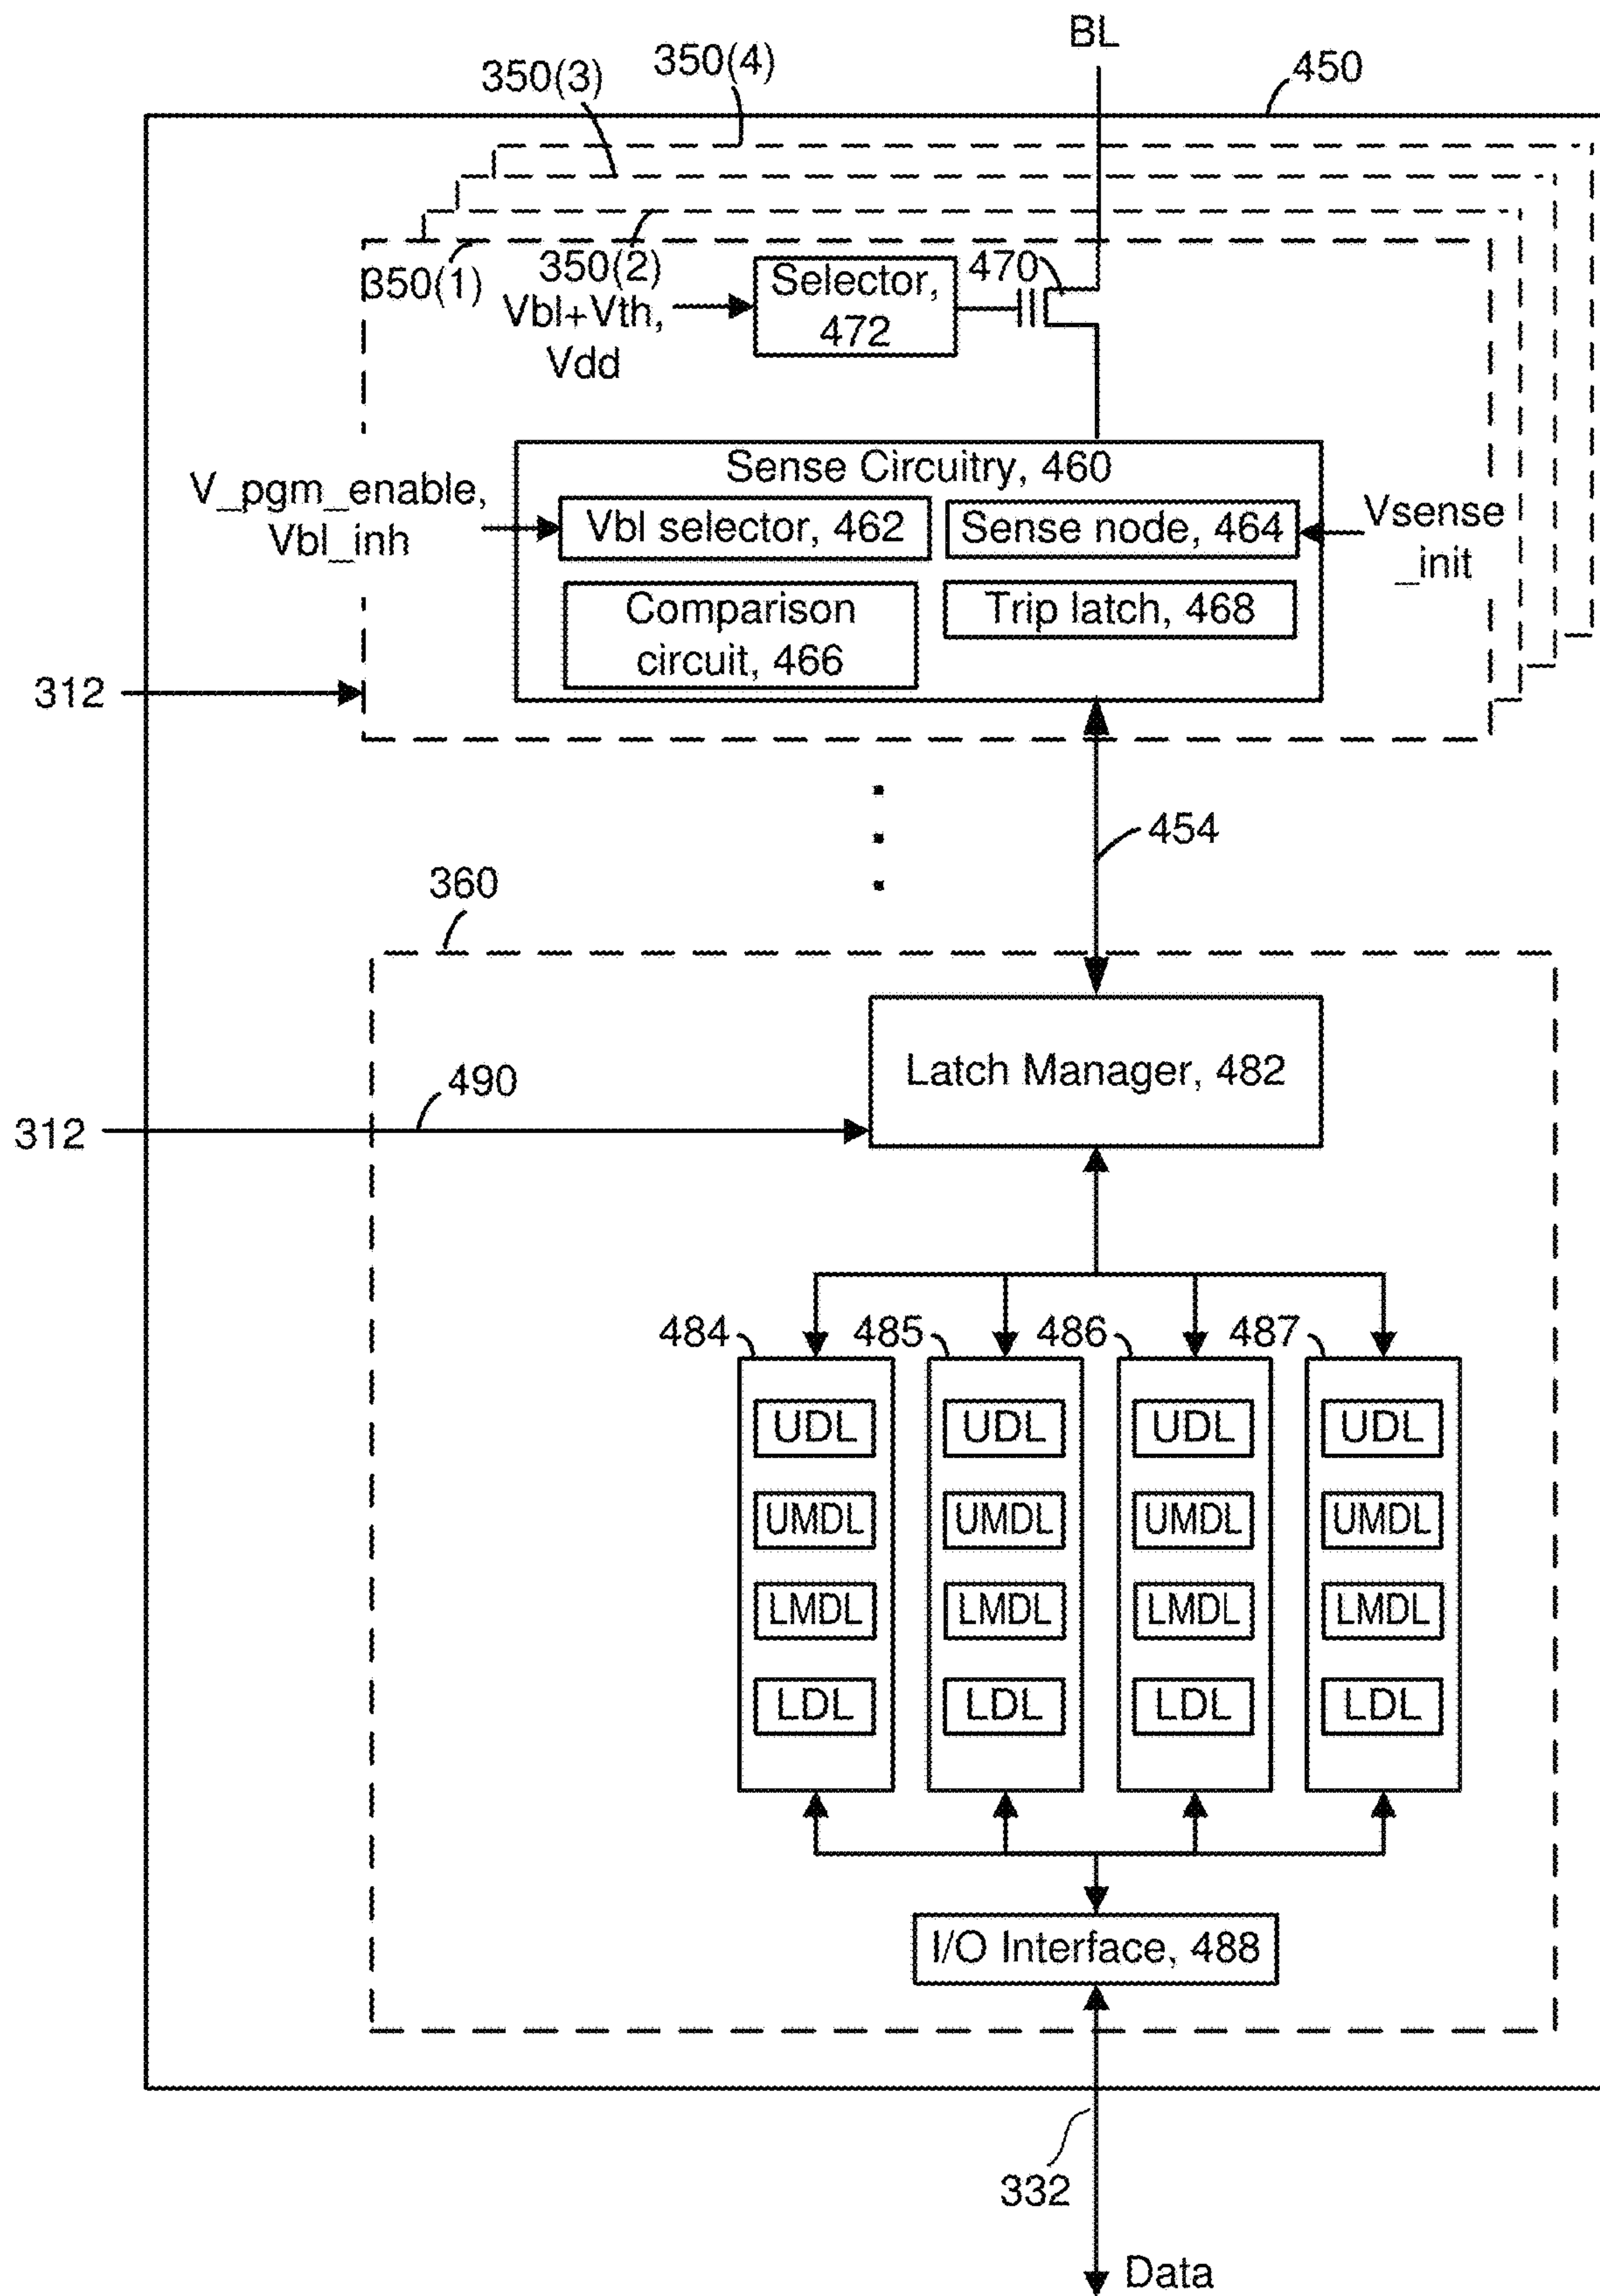 BL
350(4)
450
350(3)
350(1)
350(2)
Selector,
472
470
Vbl+Vth,
Vdd
Sense Circuitry, 460
V_pgm_enable,
Vbl_inh
Vbl selector, 462
Sense node, 464
Vsense
_init
Comparison
circuit, 466
Trip latch, 468
312
454
360
Latch Manager, 482
490
312
484
485
486
487
UDL UDL UDL UDL
UMDL UMDL UMDL UMDL
LMDL LMDL LMDL LMDL
LDL LDL LDL LDL
I/O Interface, 488
332
Data